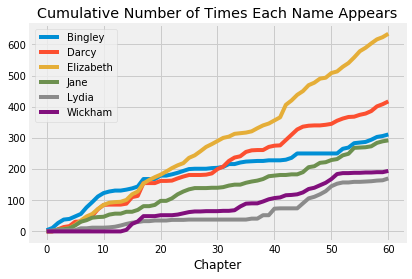 Cumulative Number of Times Each Name Appears
Bingley
Darcy
Elizabeth
Jane
Lydia
Wickham
600
500
400
300
200
100
0
0 10 20 30 40 50 60
Chapter